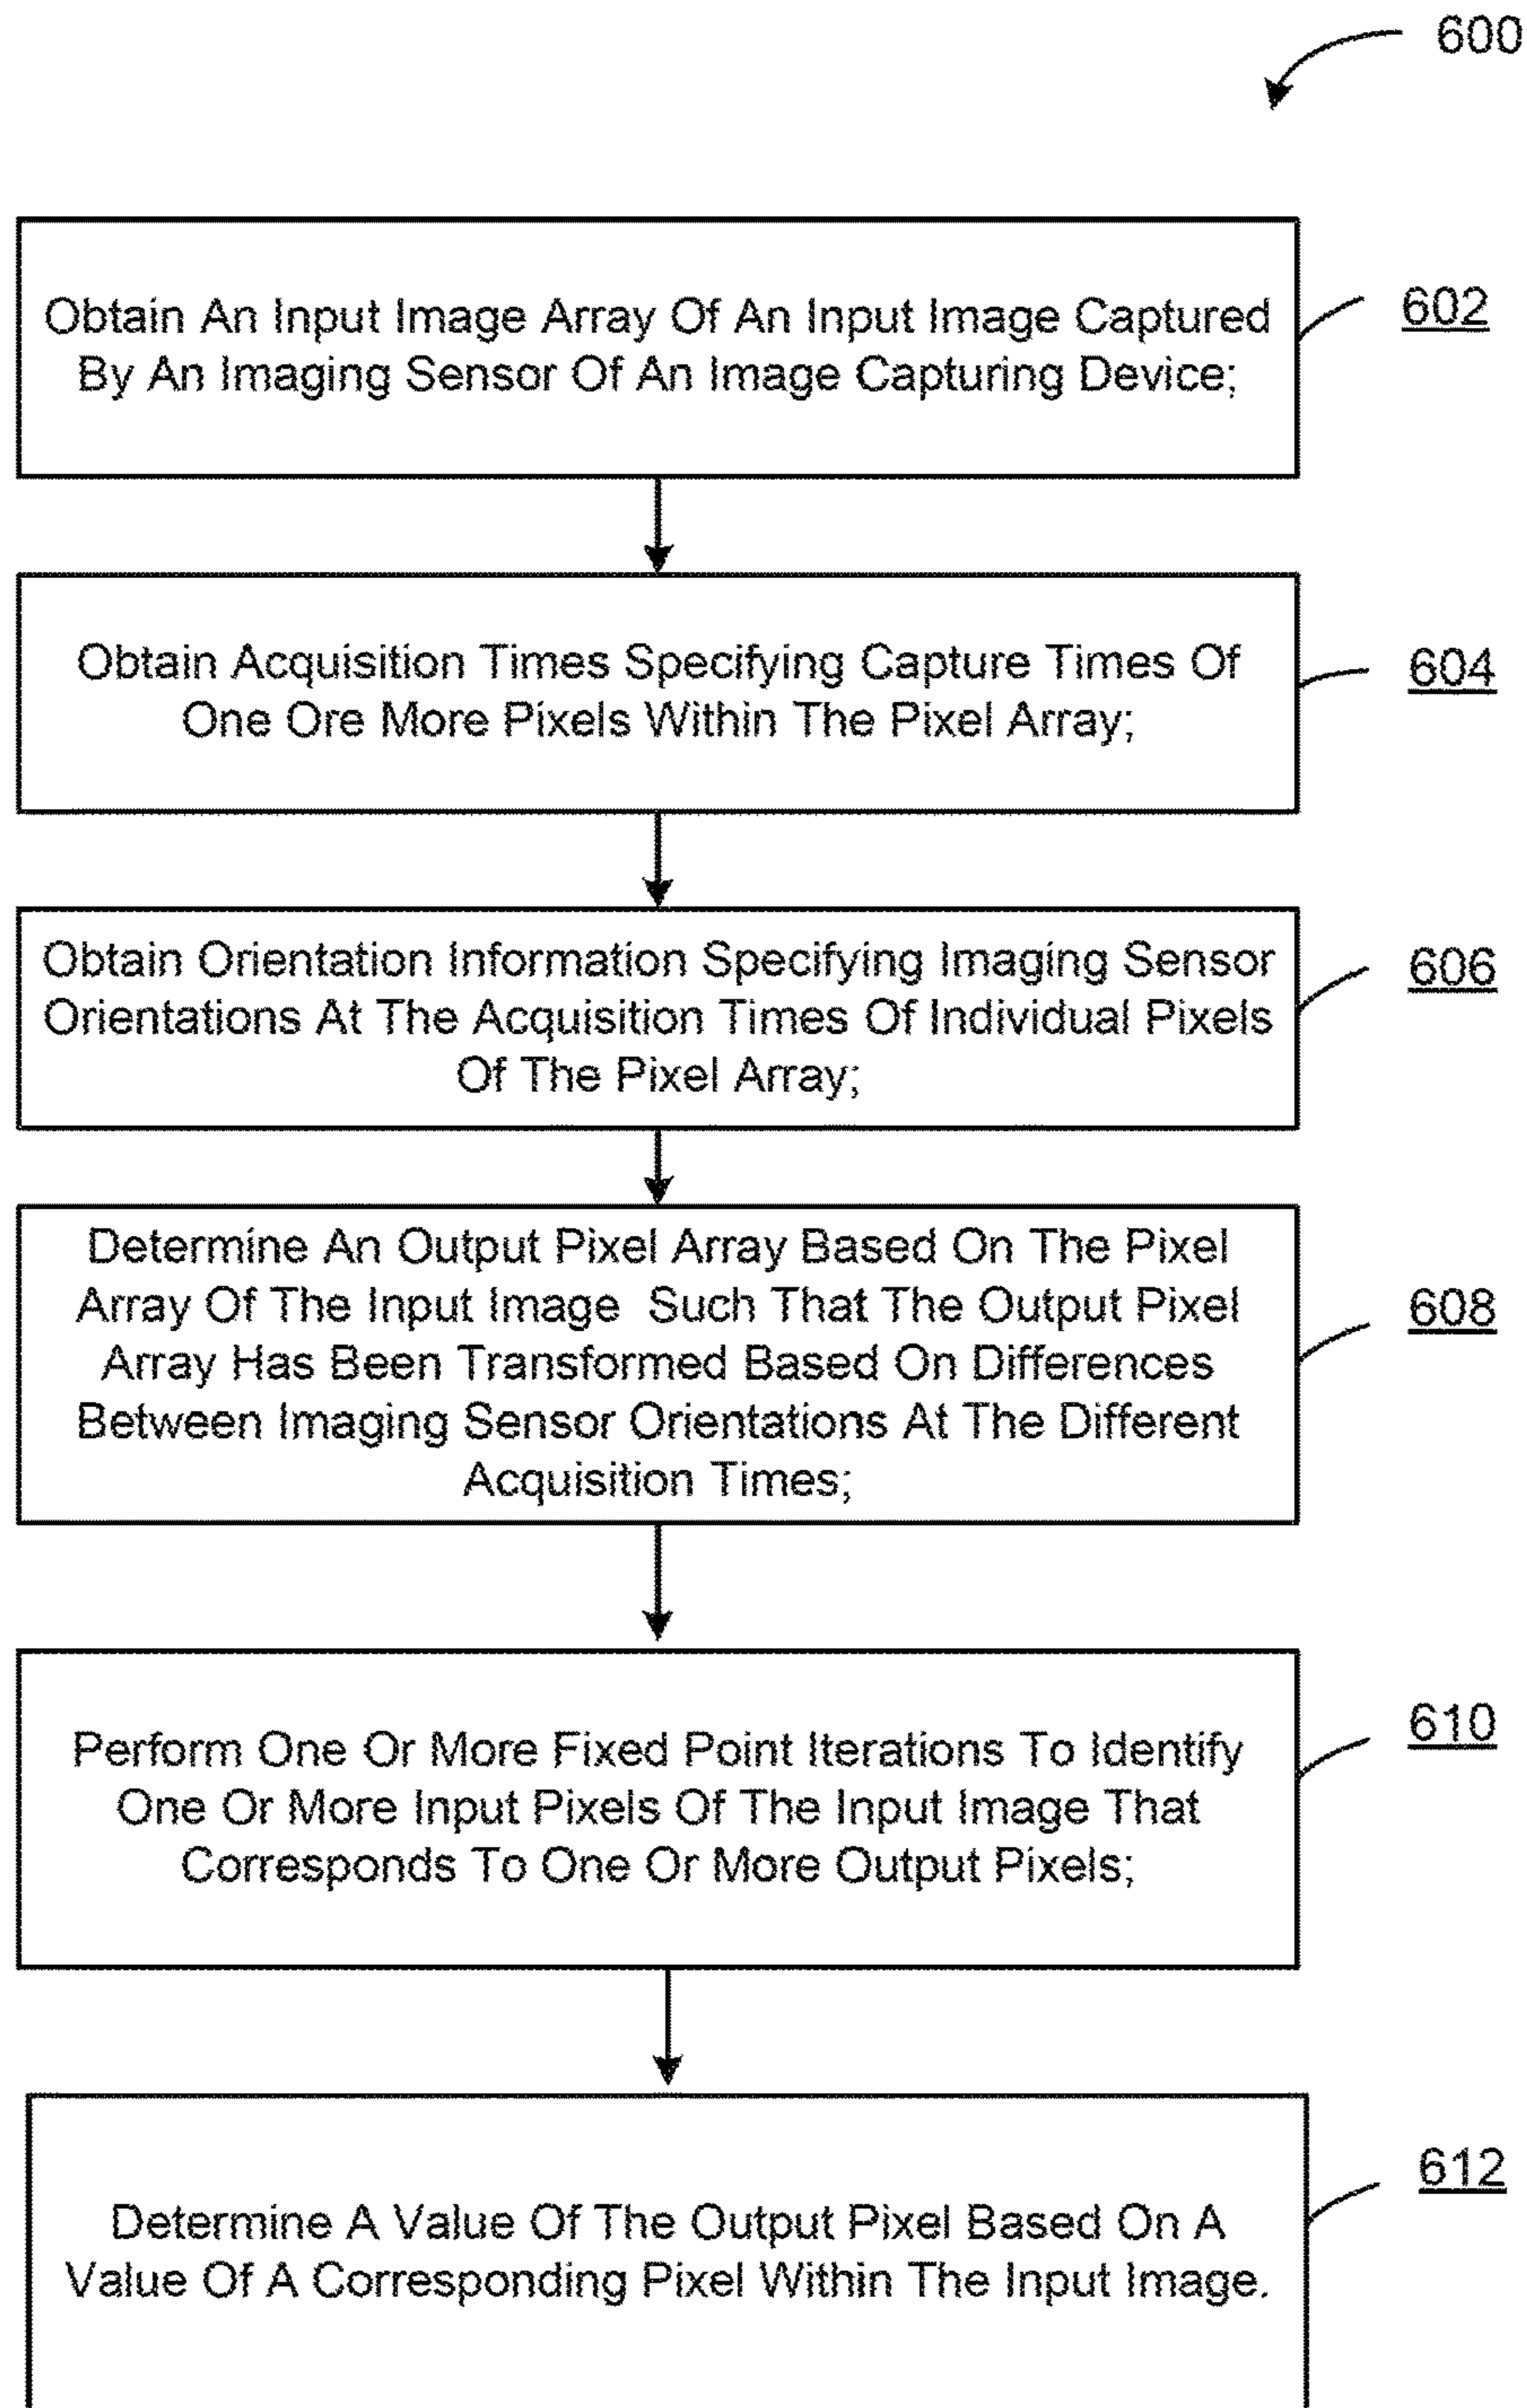 600
Obtain An Input Image Array Of An Input Image Captured
By An Imaging Sensor Of An Image Capturing Device;
602
Obtain Acquisition Times Specifying Capture Times Of
One Ore More Pixels Within The Pixel Array;
604
Obtain Orientation Information Specifying Imaging Sensor
Orientations At The Acquisition Times Of Individual Pixels
Of The Pixel Array;
606
Determine An Output Pixel Array Based On The Pixel
Array Of The Input Image Such That The Output Pixel
Array Has Been Transformed Based On Differences
Between Imaging Sensor Orientations At The Different
Acquisition Times;
608
Perform One Or More Fixed Point Iterations To Identify
One Or More Input Pixels Of The Input Image That
Corresponds To One Or More Output Pixels;
610
Determine A Value Of The Output Pixel Based On A
Value Of A Corresponding Pixel Within The Input Image.
612